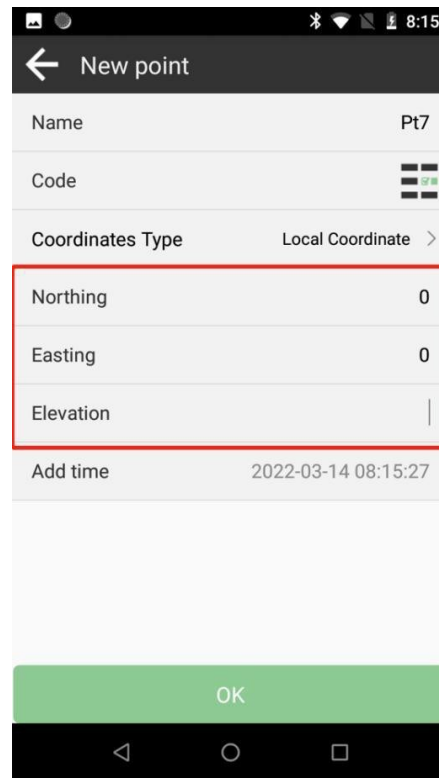 8:15
New point
Name Pt7
Code
Coordinates Type Local Coordinate
Northing 0
Easting 0
Elevation
Add time 2022-03-14 08:15:27
OK